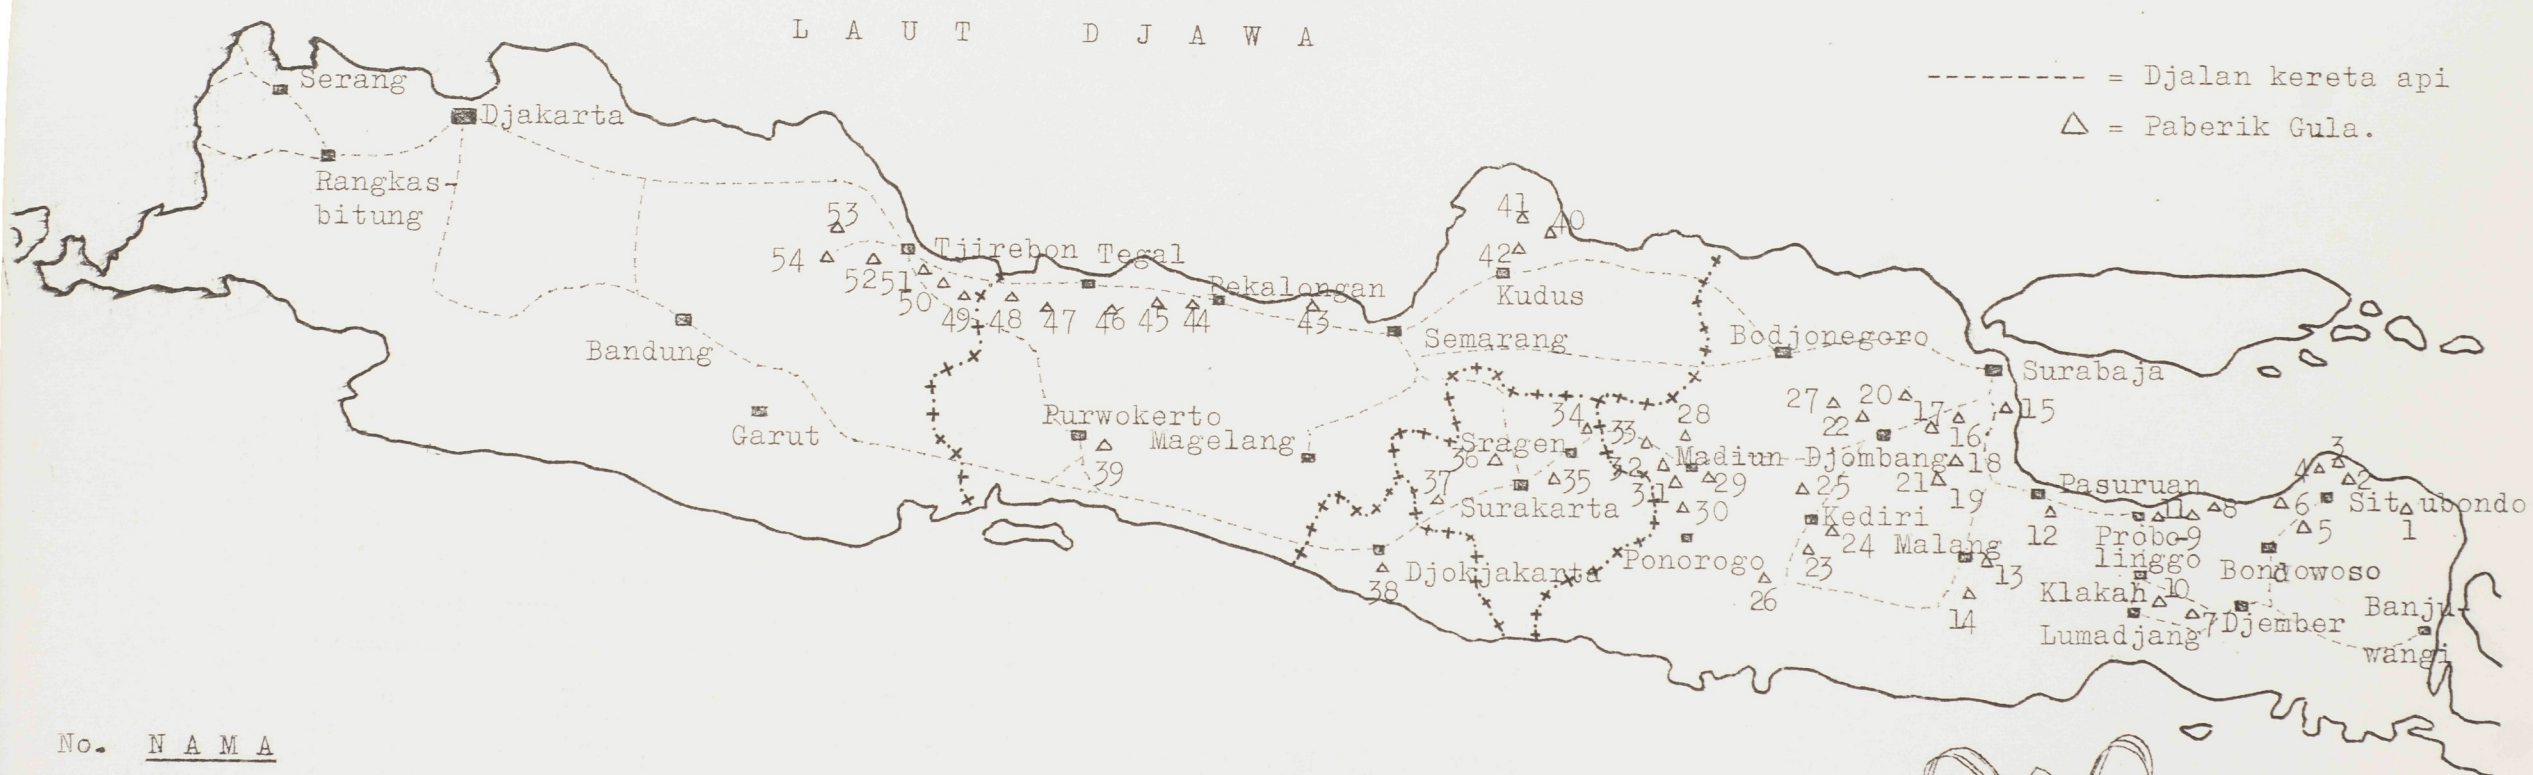 L A U T   D J A W A
--------- = Djalan kereta api
△ = Paberik Gula.
Serang
Djakarta
Rangkas-
bitung
53
54
52 51
50
49
48
47
46
45
44
43
Tjirebon
Tegal
Pekalongan
Semarang
41
40
42
Kudus
Bandung
Garut
Purwokerto
39
Magelang
Bodjonegoro
Surabaja
27
20
22
17
16
15
28
34
33
Sragen
36
32
Madiun
Djombang
18
37
35
31
29
25
21
19
Surakarta
30
Kediri
24
Malang
23
Ponorogo
26
13
14
Djokjakarta
38
Pasuruan
12
11
8
9
Probo-
linggo
3
4
2
6
5
Situbondo
1
Bondowoso
Klakah
10
7
Lumadjang
Djember
Banju-
wangi
No. N A M A